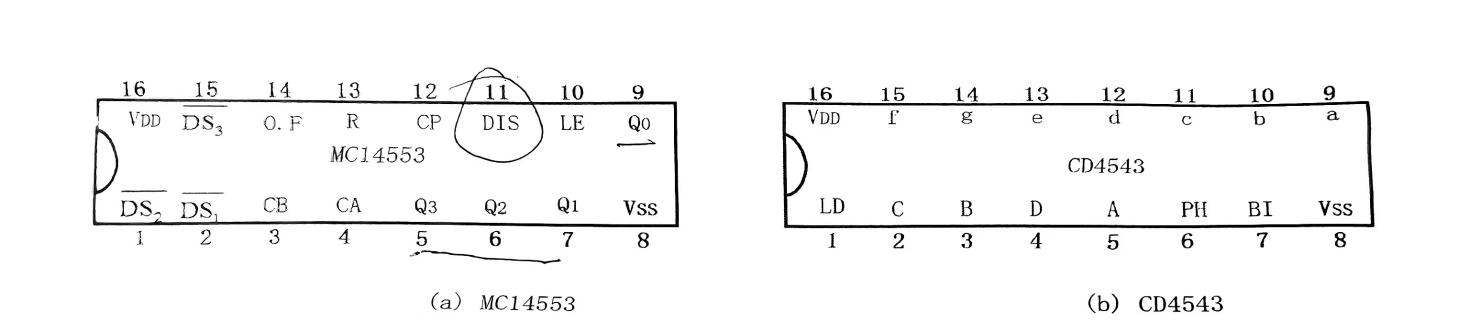 16 15 14 13 12 11 10 9
VDD DS3 O.F R CP DIS LE Q0
MC14553
DS2 DS1 CB CA Q3 Q2 Q1 VSS
1 2 3 4 5 6 7 8
(a) MC14553
16 15 14 13 12 11 10 9
VDD f g e d c b a
CD4543
LD C B D A PH BI VSS
1 2 3 4 5 6 7 8
(b) CD4543